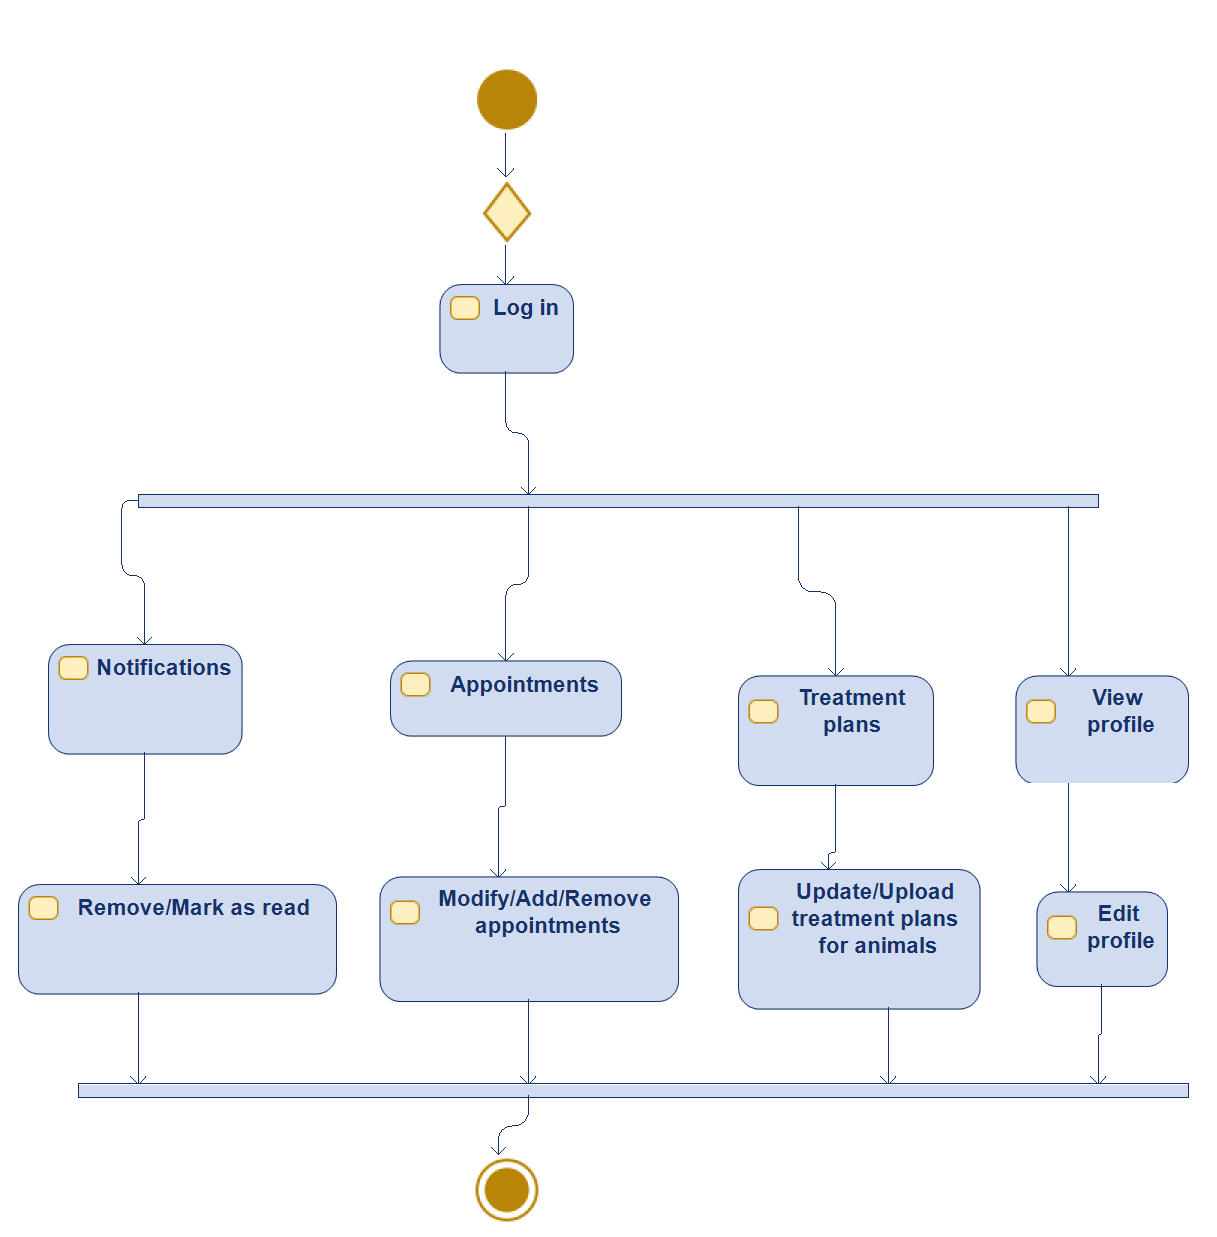 Log in
Notifications
Appointments
Treatment
plans
View
profile
Remove/Mark as read
Modify/Add/Remove
appointments
Update/Upload
treatment plans
for animals
Edit
profile